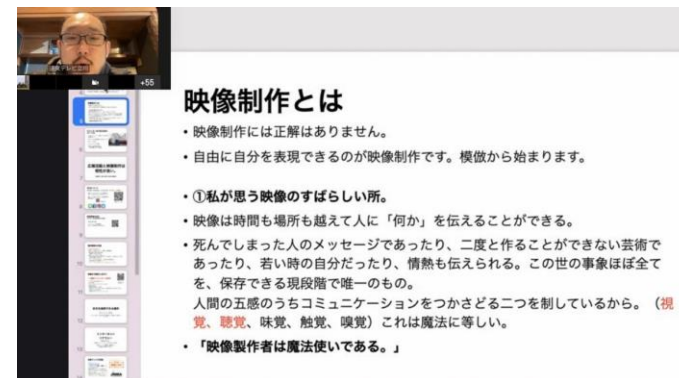 +55
映像制作とは
• 映像制作には正解はありません。
• 自由に自分を表現できるのが映像制作です。模倣から始まります。
• ①私が思う映像のすばらしい所。
• 映像は時間も場所も越えて人に「何か」を伝えることができる。
• 死んでしまった人のメッセージであったり、二度と作ることができない芸術で
あったり、若い時の自分だったり、情熱も伝えられる。この世の事象ほぼ全て
を、保存できる現段階で唯一のもの。
人間の五感のうちコミュニケーションをつかさどる二つを制しているから。（視
覚、聴覚、味覚、触覚、嗅覚）これは魔法に等しい。
• 「映像製作者は魔法使いである。」